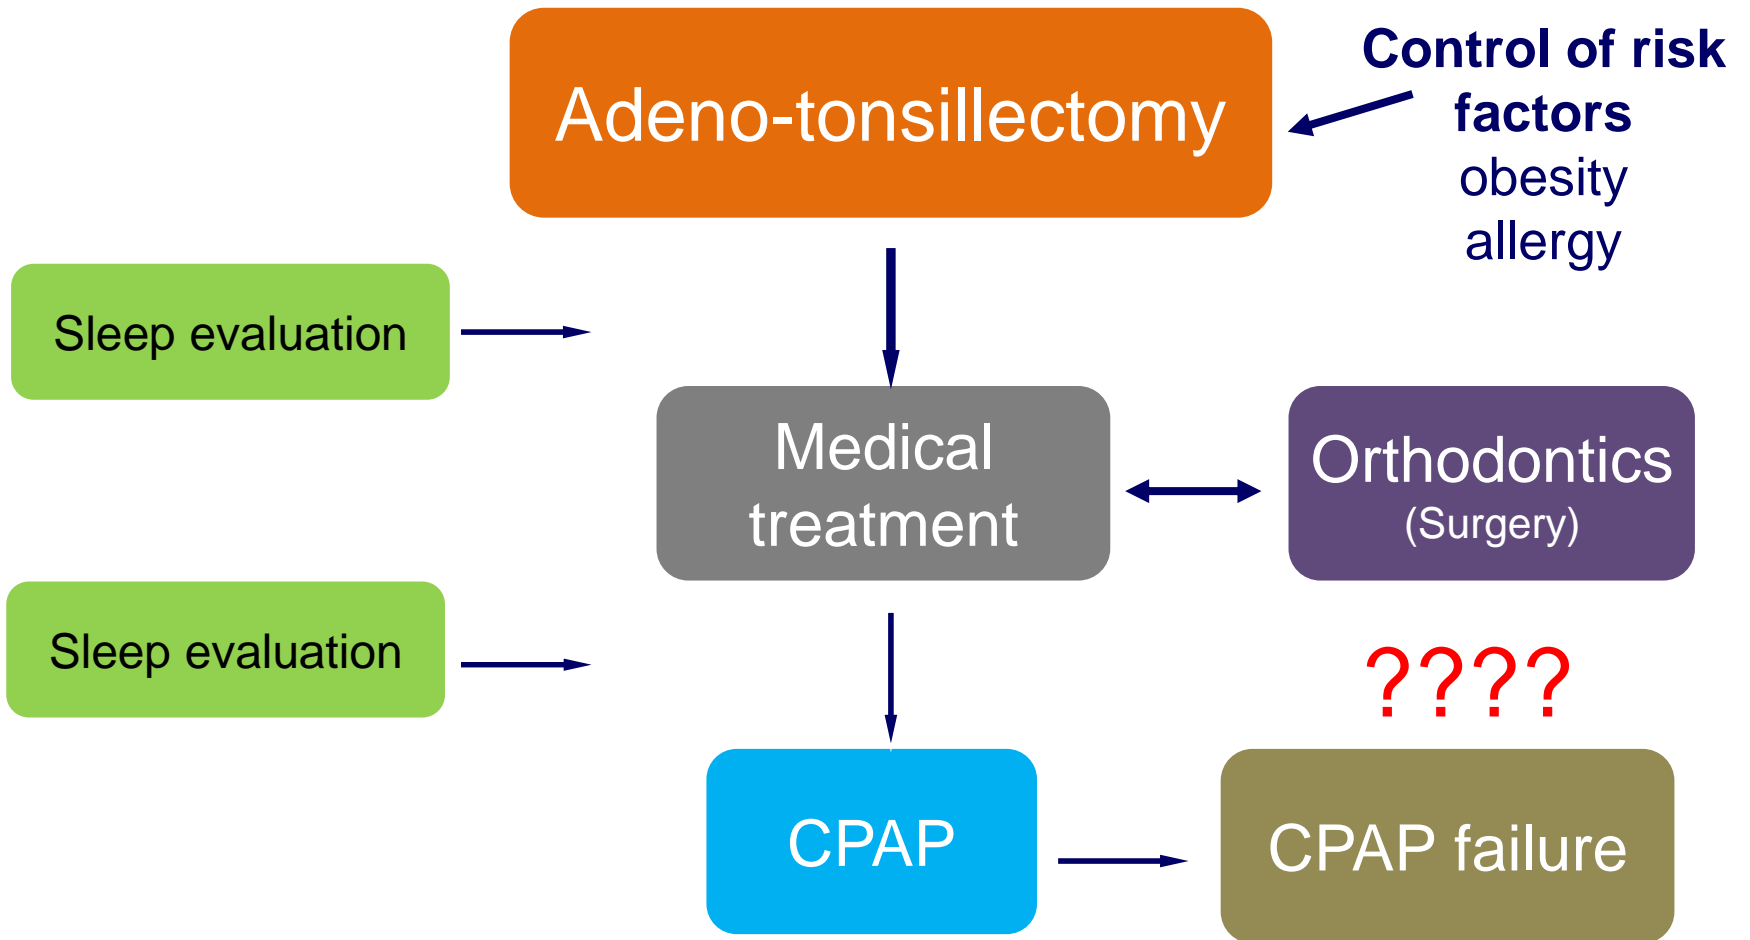 Adeno-tonsillectomy
Control of risk
factors
obesity
allergy
Sleep evaluation
Medical
treatment
Orthodontics
(Surgery)
Sleep evaluation
????
CPAP
CPAP failure